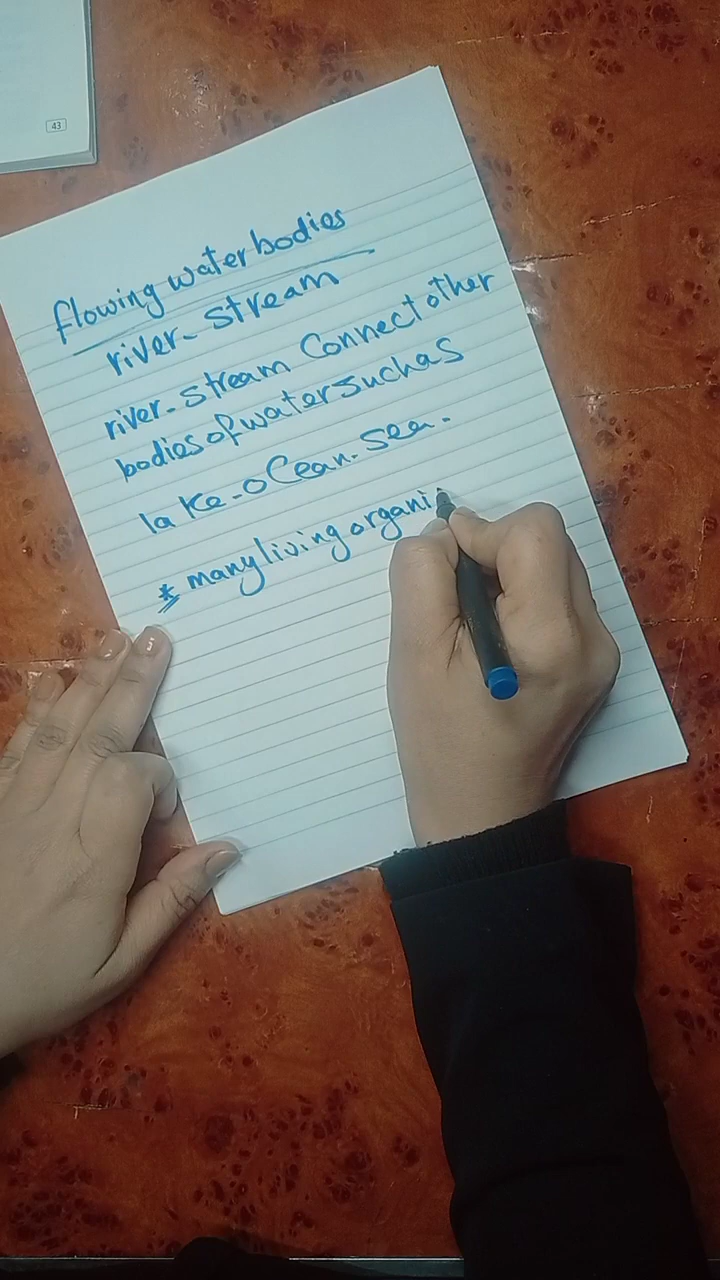 43
flowing water bodies
river-stream
river-stream Connect other
bodies of water such as
lake-ocean-sea.
* many living organi